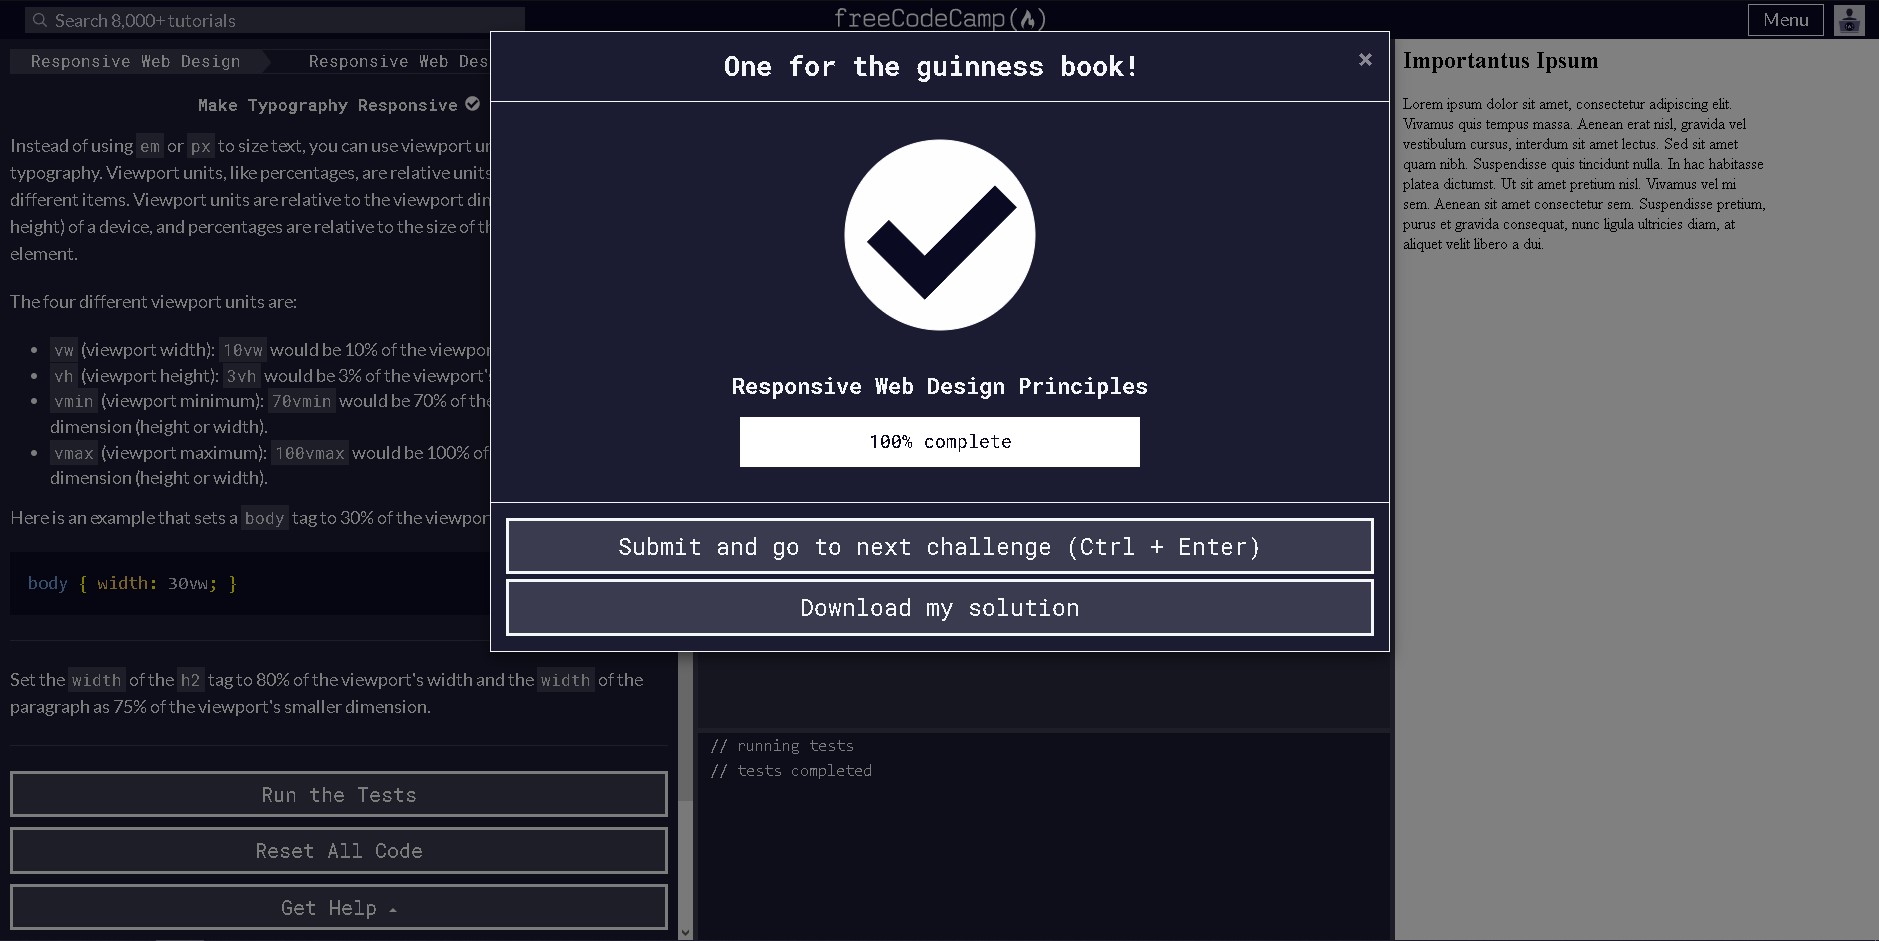 Search 8,000+ tutorials
freeCodeCamp
Menu
Responsive Web Design
Responsive Web Des
Make Typography Responsive
Instead of using em or px to size text, you can use viewport
typography. Viewport units, like percentages, are relative units
different items. Viewport units are relative to the viewport
height) of a device, and percentages are relative to the size of
element.
The four different viewport units are:
vw (viewport width): 10vw would be 10% of the
vh (viewport height): 3vh would be 3% of the viewport's
vmin (viewport minimum): 70vmin would be 70% of the
dimension (height or width).
vmax (viewport maximum): 100vmax would be 100% of
dimension (height or width).
Here is an example that sets a body tag to 30% of the
body { width: 30vw; }
Set the width of the h2 tag to 80% of the viewport's width and the width of the
paragraph as 75% of the viewport's smaller dimension.
Run the Tests
Reset All Code
Get Help
One for the guinness book!
×
Responsive Web Design Principles
100% complete
Submit and go to next challenge (Ctrl + Enter)
Download my solution
// running tests
// tests completed
Importantus Ipsum
Lorem ipsum dolor sit amet, consectetur adipiscing elit.
Vivamus quis tempus massa. Aenean erat nisl, gravida vel
vestibulum cursus, interdum sit amet lectus. Sed sit amet
quam nibh. Suspendisse quis tincidunt nulla. In hac habitasse
platea dictumst. Ut sit amet pretium nisl. Vivamus vel mi
sem. Aenean sit amet consectetur sem. Suspendisse pretium,
purus et gravida consequat, nunc ligula ultricies diam, at
aliquet velit libero a dui.